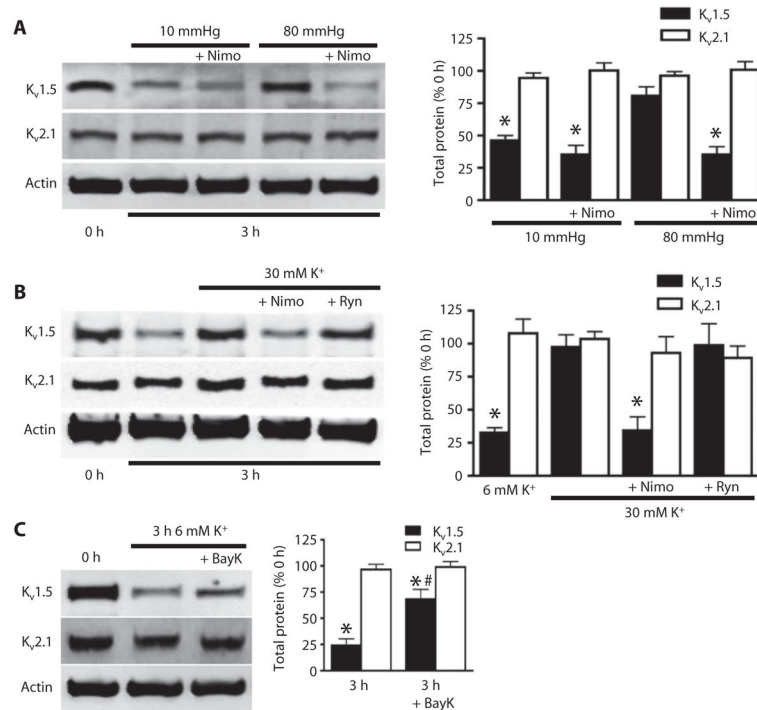 A
10 mmHg
80 mmHg
+ Nimo
+ Nimo
Kv1.5
Kv2.1
Actin
0 h
3 h
Kv1.5
Kv2.1
Total protein (% 0 h)
125
100
75
50
25
0
*
*
*
+ Nimo
+ Nimo
10 mmHg
80 mmHg
B
30 mM K⁺
+ Nimo
+ Ryn
Kv1.5
Kv2.1
Actin
0 h
3 h
Kv1.5
Kv2.1
Total protein (% 0 h)
125
100
75
50
25
0
*
*
6 mM K⁺
+ Nimo
+ Ryn
30 mM K⁺
C
3 h 6 mM K⁺
0 h
+ BayK
Kv1.5
Kv2.1
Actin
Kv1.5
Kv2.1
Total protein (% 0 h)
125
100
75
50
25
0
*
*#
3 h
3 h
+ BayK